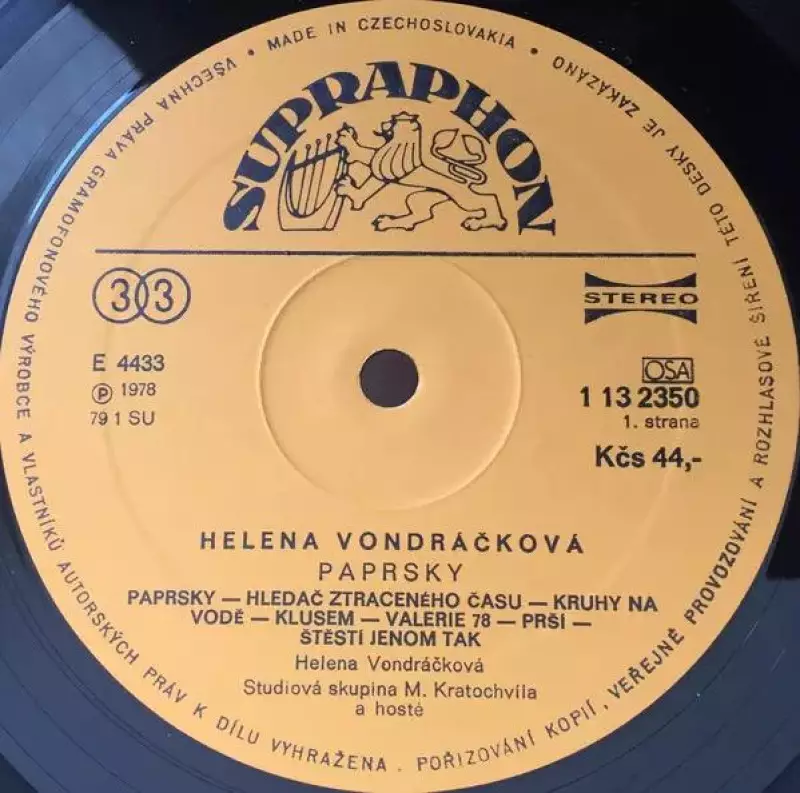 • MADE IN CZECHOSLOVAKIA •
SUPRAPHON
33
STEREO
E 4433
Ⓟ 1978
79 1 SU
OSA
1 13 2350
1. strana
Kčs 44,-
HELENA VONDRÁČKOVÁ
PAPRSKY
PAPRSKY — HLEDAČ ZTRACENÉHO ČASU — KRUHY NA
VODĚ — KLUSEM — VALERIE 78 — PRŠÍ —
ŠTĚSTÍ JENOM TAK
Helena Vondráčková
Studiová skupina M. Kratochvíla
a hosté
VŠECHNA PRÁVA GRAMOFONOVÉHO VÝROBCE A VLASTNÍKŮ AUTORSKÝCH PRÁV K DÍLU VYHRAŽENA . POŘIZOVÁNÍ KOPIÍ , VEŘEJNÉ PROVOZOVÁNÍ A ROZHLASOVÉ ŠÍŘENÍ TÉTO DESKY JE ZAKÁZÁNO